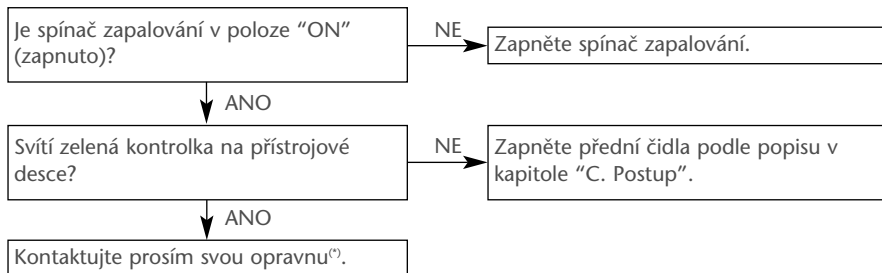 Je spínač zapalování v poloze “ON”
(zapnuto)?
NE
Zapněte spínač zapalování.
ANO
Svítí zelená kontrolka na přístrojové
desce?
NE
Zapněte přední čidla podle popisu v
kapitole “C. Postup”.
ANO
Kontaktujte prosím svou opravnu(*).